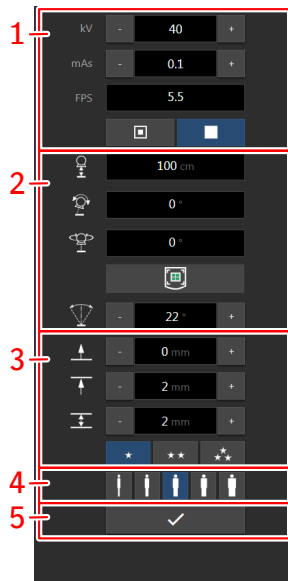 1
kV - 40 +
mAs - 0.1 +
FPS 5.5
2
100 cm
0 °
0 °
- 22 ° +
3
- 0 mm +
- 2 mm +
- 2 mm +
4
5